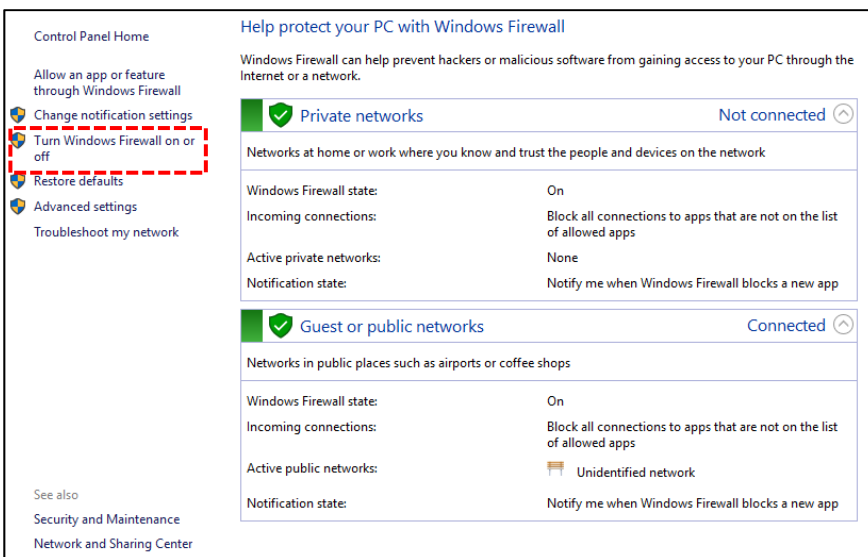 Control Panel Home
Allow an app or feature
through Windows Firewall
Change notification settings
Turn Windows Firewall on or
off
Restore defaults
Advanced settings
Troubleshoot my network
See also
Security and Maintenance
Network and Sharing Center
Help protect your PC with Windows Firewall
Windows Firewall can help prevent hackers or malicious software from gaining access to your PC through the
Internet or a network.
Private networks
Not connected
Networks at home or work where you know and trust the people and devices on the network
Windows Firewall state:
On
Incoming connections:
Block all connections to apps that are not on the list
of allowed apps
Active private networks:
None
Notification state:
Notify me when Windows Firewall blocks a new app
Guest or public networks
Connected
Networks in public places such as airports or coffee shops
Windows Firewall state:
On
Incoming connections:
Block all connections to apps that are not on the list
of allowed apps
Active public networks:
Unidentified network
Notification state:
Notify me when Windows Firewall blocks a new app